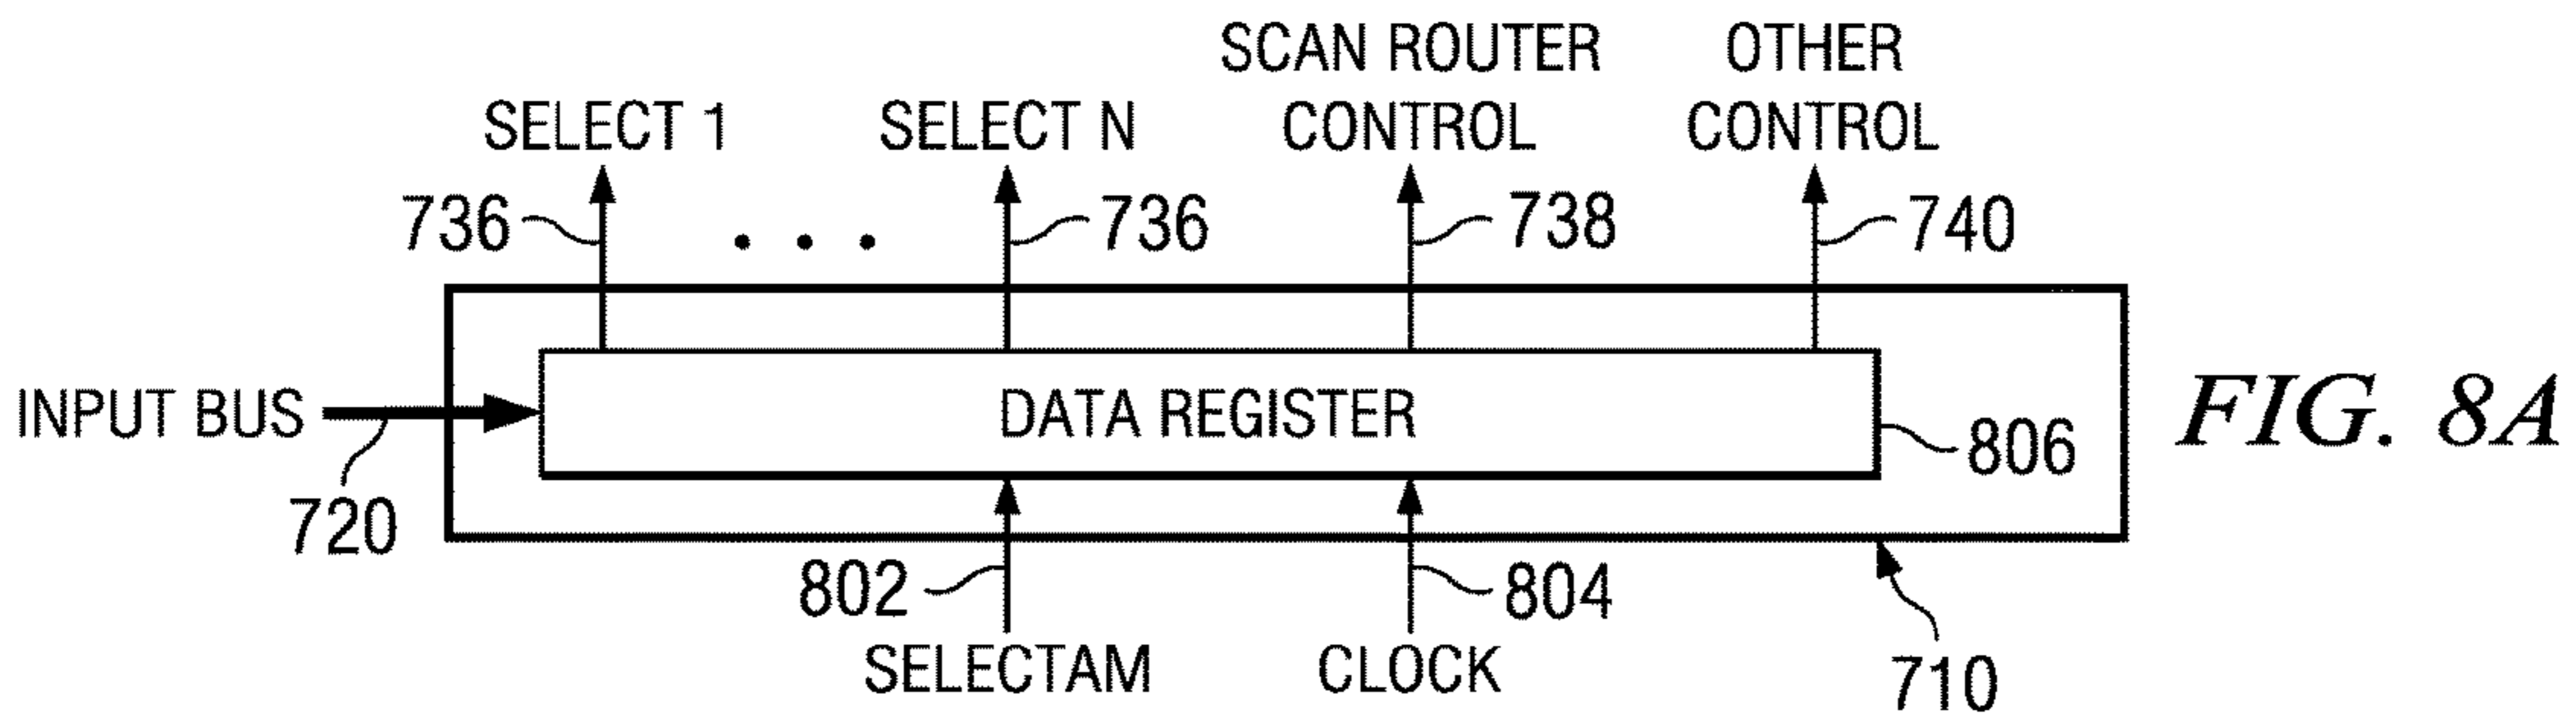 SCAN ROUTER OTHER
SELECT 1 SELECT N CONTROL CONTROL
736 736 738 740
. . .
INPUT BUS DATA REGISTER 806 FIG. 8A
720
802 804
SELECTAM CLOCK 710